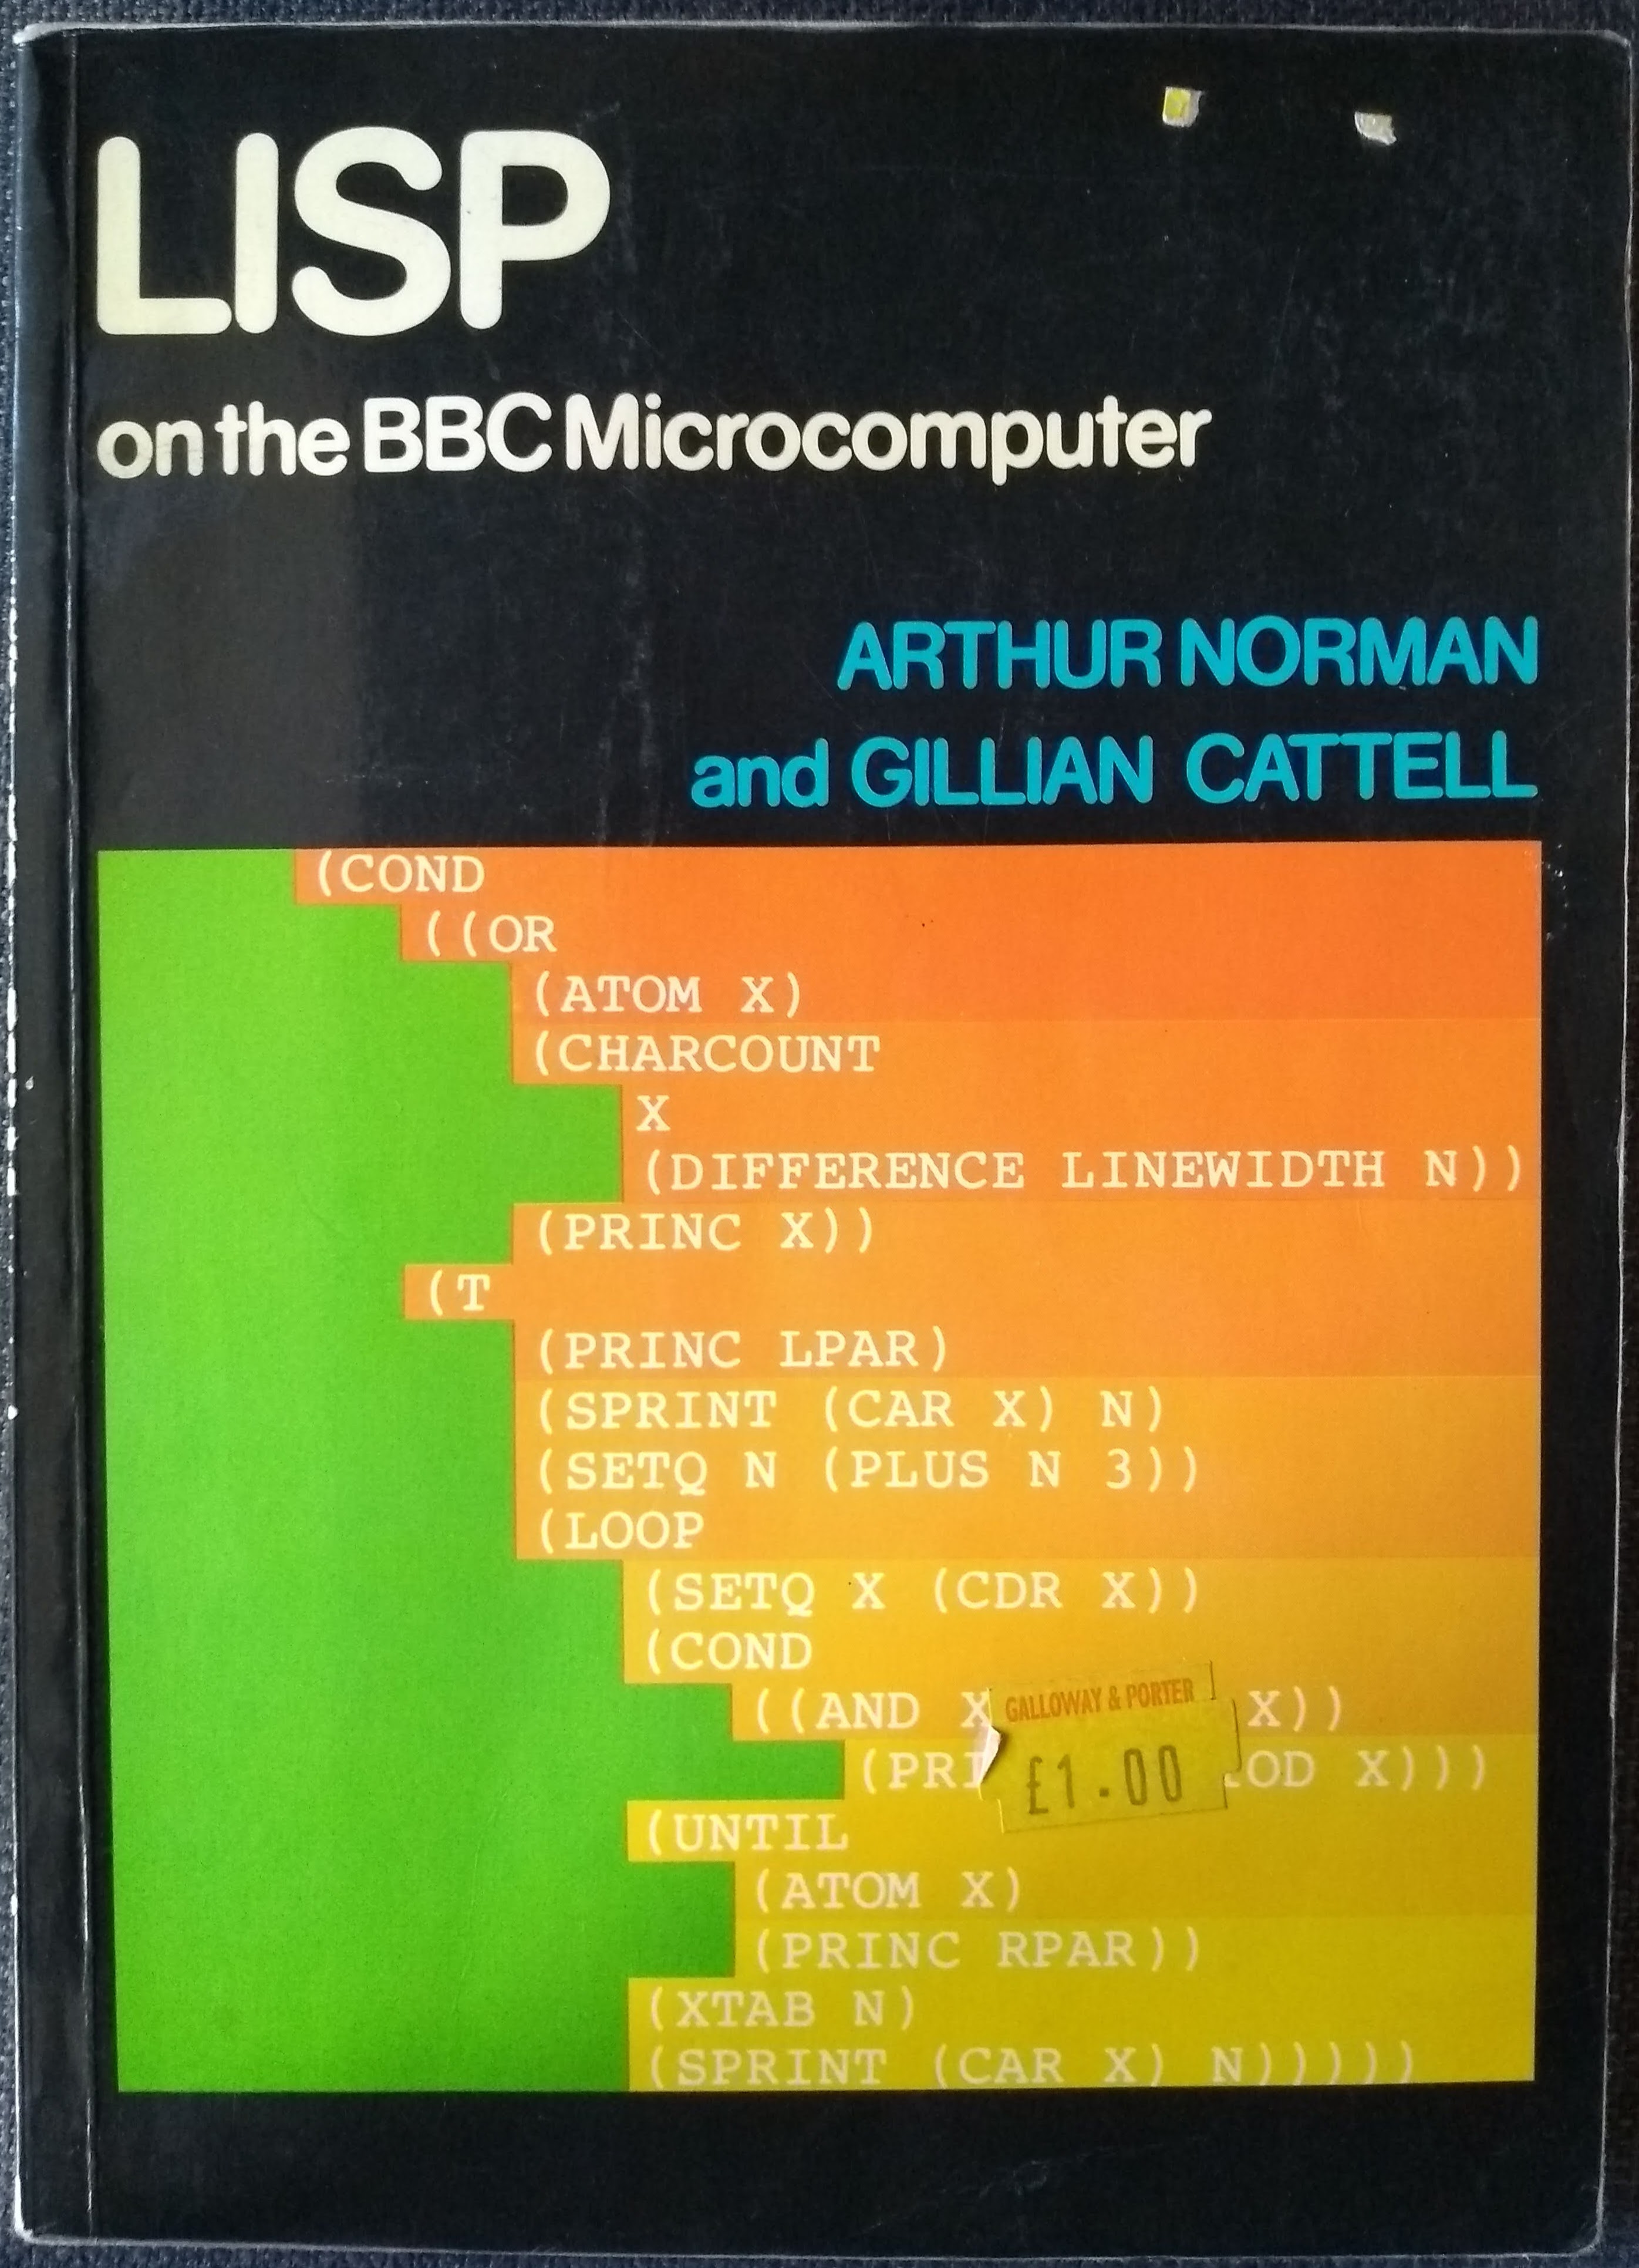 LISP
on the BBC Microcomputer
ARTHUR NORMAN
and GILLIAN CATTELL
(COND
((OR
(ATOM X)
(CHARCOUNT
X
(DIFFERENCE LINEWIDTH N))
(PRINC X))
(T
(PRINC LPAR)
(SPRINT (CAR X) N)
(SETQ N (PLUS N 3))
(LOOP
(SETQ X (CDR X))
(COND
((AND X X))
(PRI OD X)))
GALLOWAY & PORTER
£1.00
(UNTIL
(ATOM X)
(PRINC RPAR))
(XTAB N)
(SPRINT (CAR X) N)))))